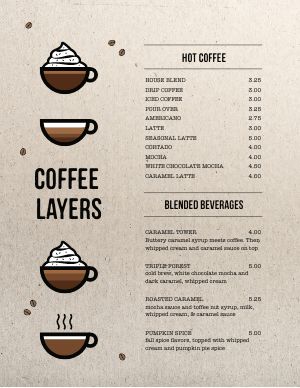 COFFEE
LAYERS
HOT COFFEE
HOUSE BLEND 3.25
DRIP COFFEE 3.00
ICED COFFEE 3.00
POUR OVER 3.25
AMERICANO 2.75
LATTE 3.00
SEASONAL LATTE 5.00
CORTADO 4.00
MOCHA 4.00
WHITE CHOCOLATE MOCHA 4.50
CARAMEL LATTE 4.00
BLENDED BEVERAGES
CARAMEL TOWER 4.00
Buttery caramel syrup meets coffee. Then
whipped cream and caramel sauce on top
TRIPLE FOREST 5.00
cold brew, white chocolate mocha and
dark caramel, whipped cream
ROASTED CARAMEL 5.25
mocha sauce and toffee nut syrup, milk,
whipped cream, & caramel sauce
PUMPKIN SPICE 5.00
fall spice flavors, topped with whipped
cream and pumpkin pie spice